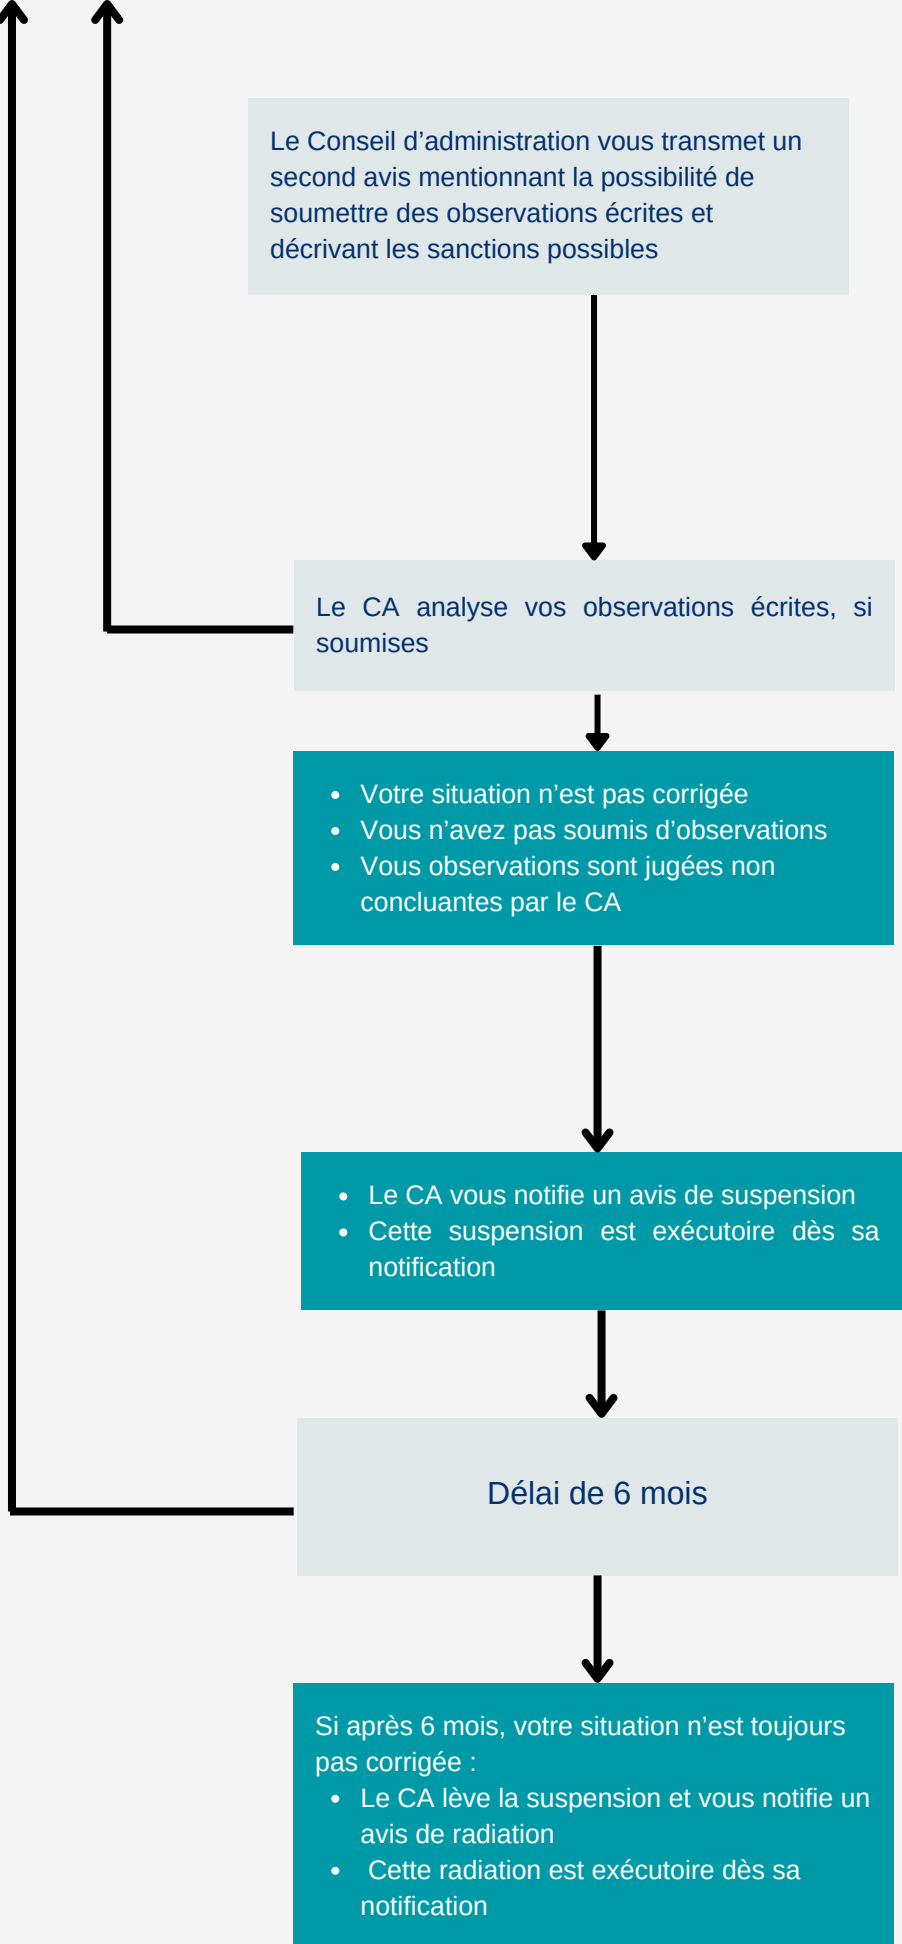 Le Conseil d’administration vous transmet un
second avis mentionnant la possibilité de
soumettre des observations écrites et
décrivant les sanctions possibles
Le CA analyse vos observations écrites, si
soumises
• Votre situation n’est pas corrigée
• Vous n’avez pas soumis d’observations
• Vous observations sont jugées non
concluantes par le CA
• Le CA vous notifie un avis de suspension
• Cette suspension est exécutoire dès sa
notification
Délai de 6 mois
Si après 6 mois, votre situation n’est toujours
pas corrigée :
• Le CA lève la suspension et vous notifie un
avis de radiation
• Cette radiation est exécutoire dès sa
notification